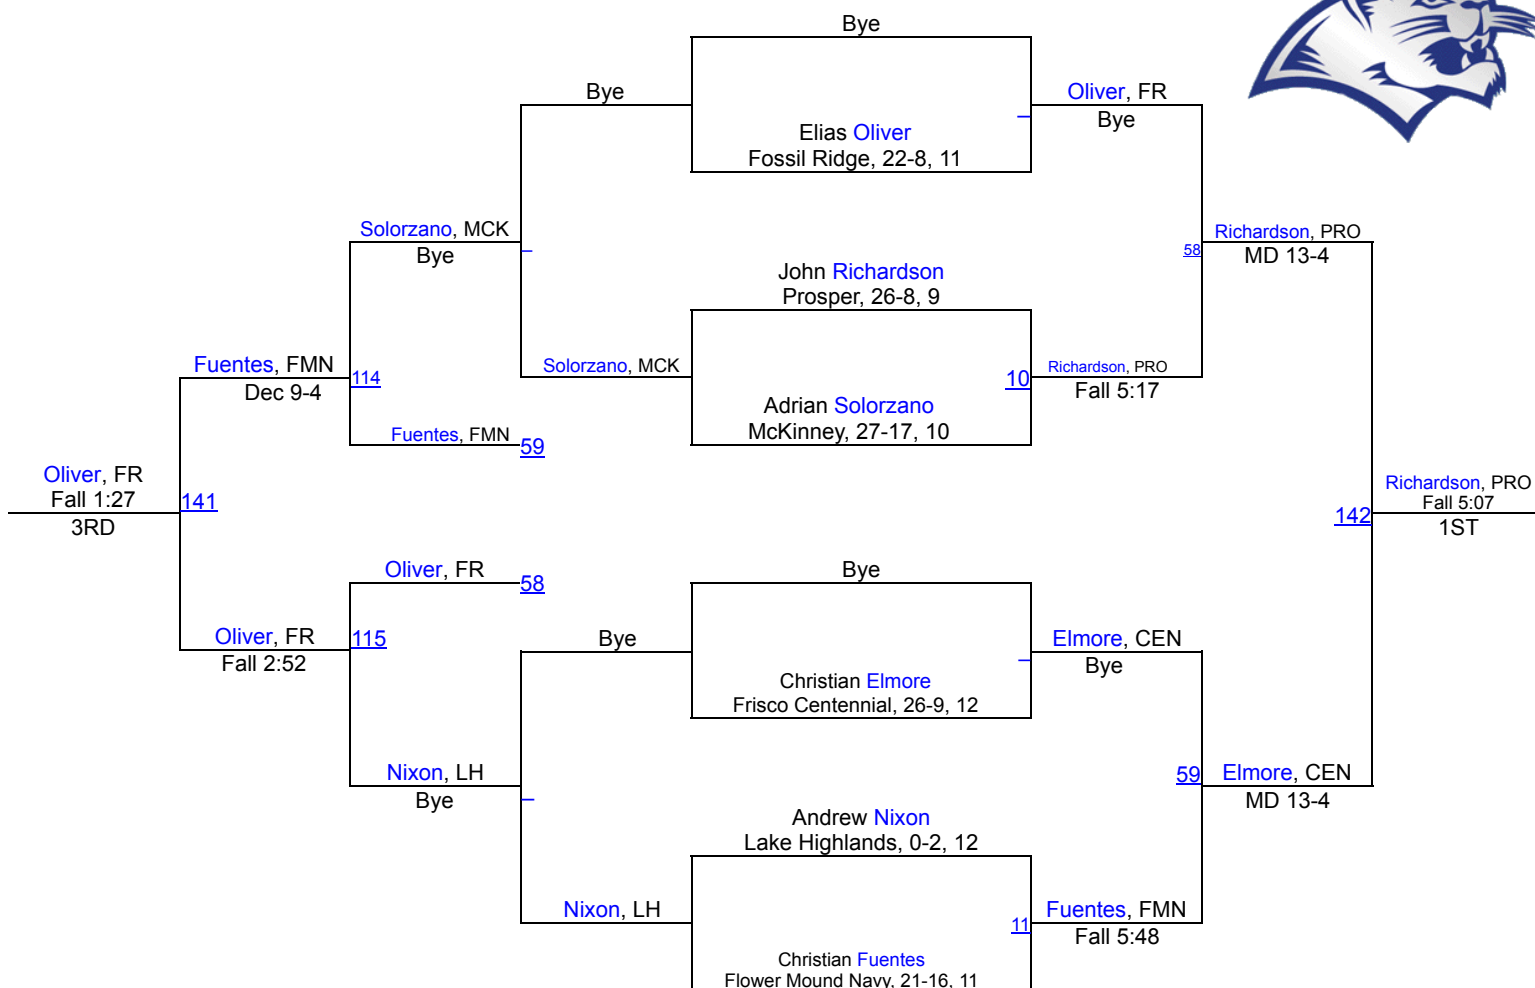 Bye
Bye
Oliver, FR
Bye
Elias Oliver
Fossil Ridge, 22-8, 11
Solorzano, MCK
Bye
Richardson, PRO
58
MD 13-4
John Richardson
Prosper, 26-8, 9
Fuentes, FMN
114
Dec 9-4
Solorzano, MCK
10
Richardson, PRO
Fall 5:17
Adrian Solorzano
McKinney, 27-17, 10
Fuentes, FMN
59
Oliver, FR
Fall 1:27
141
3RD
Richardson, PRO
Fall 5:07
142
1ST
Oliver, FR
58
Bye
Oliver, FR
115
Fall 2:52
Bye
Elmore, CEN
Bye
Christian Elmore
Frisco Centennial, 26-9, 12
Nixon, LH
Bye
59
Elmore, CEN
MD 13-4
Andrew Nixon
Lake Highlands, 0-2, 12
Nixon, LH
11
Fuentes, FMN
Fall 5:48
Christian Fuentes
Flower Mound Navy, 21-16, 11